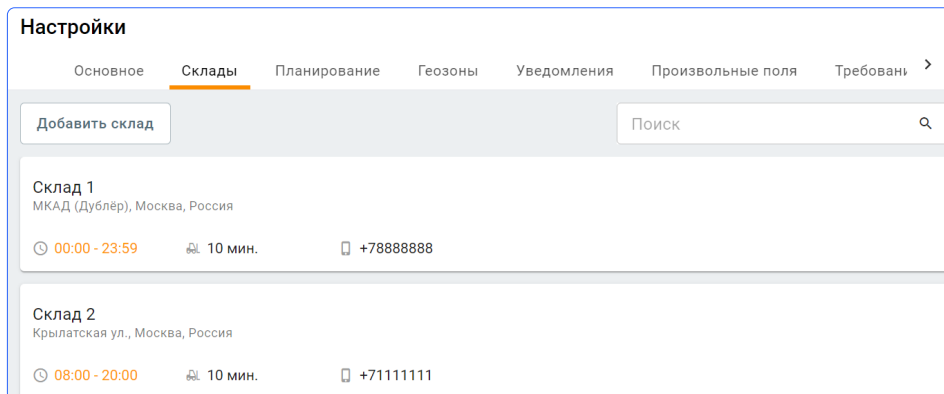 Настройки
Основное Склады Планирование Геозоны Уведомления Произвольные поля Требовани
Добавить склад Поиск
Склад 1
МКАД (Дублёр), Москва, Россия
00:00 - 23:59 10 мин. +78888888
Склад 2
Крылатская ул., Москва, Россия
08:00 - 20:00 10 мин. +71111111